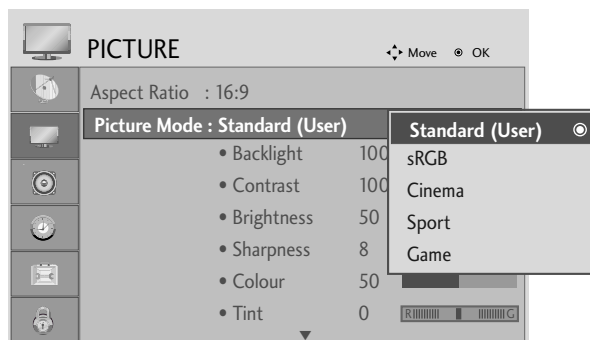 PICTURE
Move OK
Aspect Ratio : 16:9
Picture Mode : Standard (User)
• Backlight 100
• Contrast 100
• Brightness 50
• Sharpness 8
• Colour 50
• Tint 0 R G
Standard (User)
sRGB
Cinema
Sport
Game